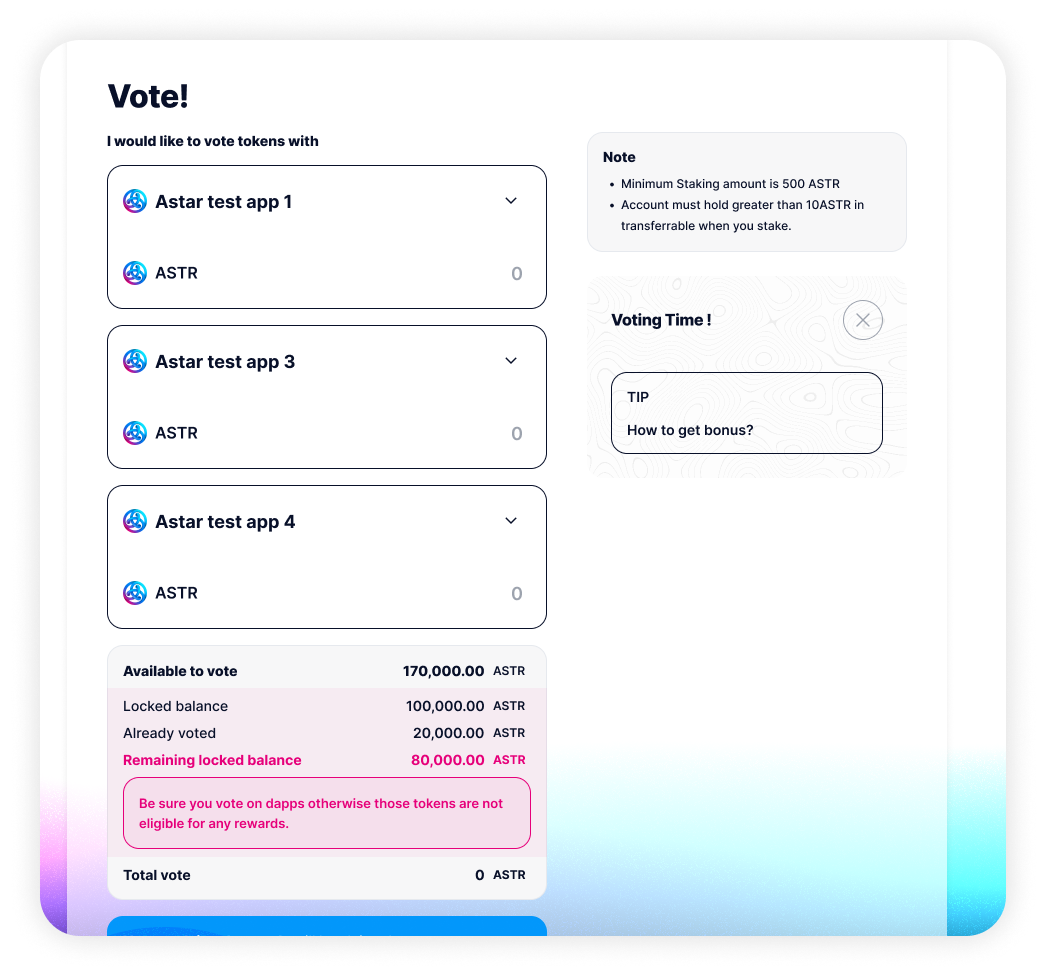 Vote!
I would like to vote tokens with
Astar test app 1
ASTR 0
Astar test app 3
ASTR 0
Astar test app 4
ASTR 0
Available to vote 170,000.00 ASTR
Locked balance 100,000.00 ASTR
Already voted 20,000.00 ASTR
Remaining locked balance 80,000.00 ASTR
Be sure you vote on dapps otherwise those tokens are not
eligible for any rewards.
Total vote 0 ASTR
Note
• Minimum Staking amount is 500 ASTR
• Account must hold greater than 10ASTR in
transferrable when you stake.
Voting Time !
TIP
How to get bonus?